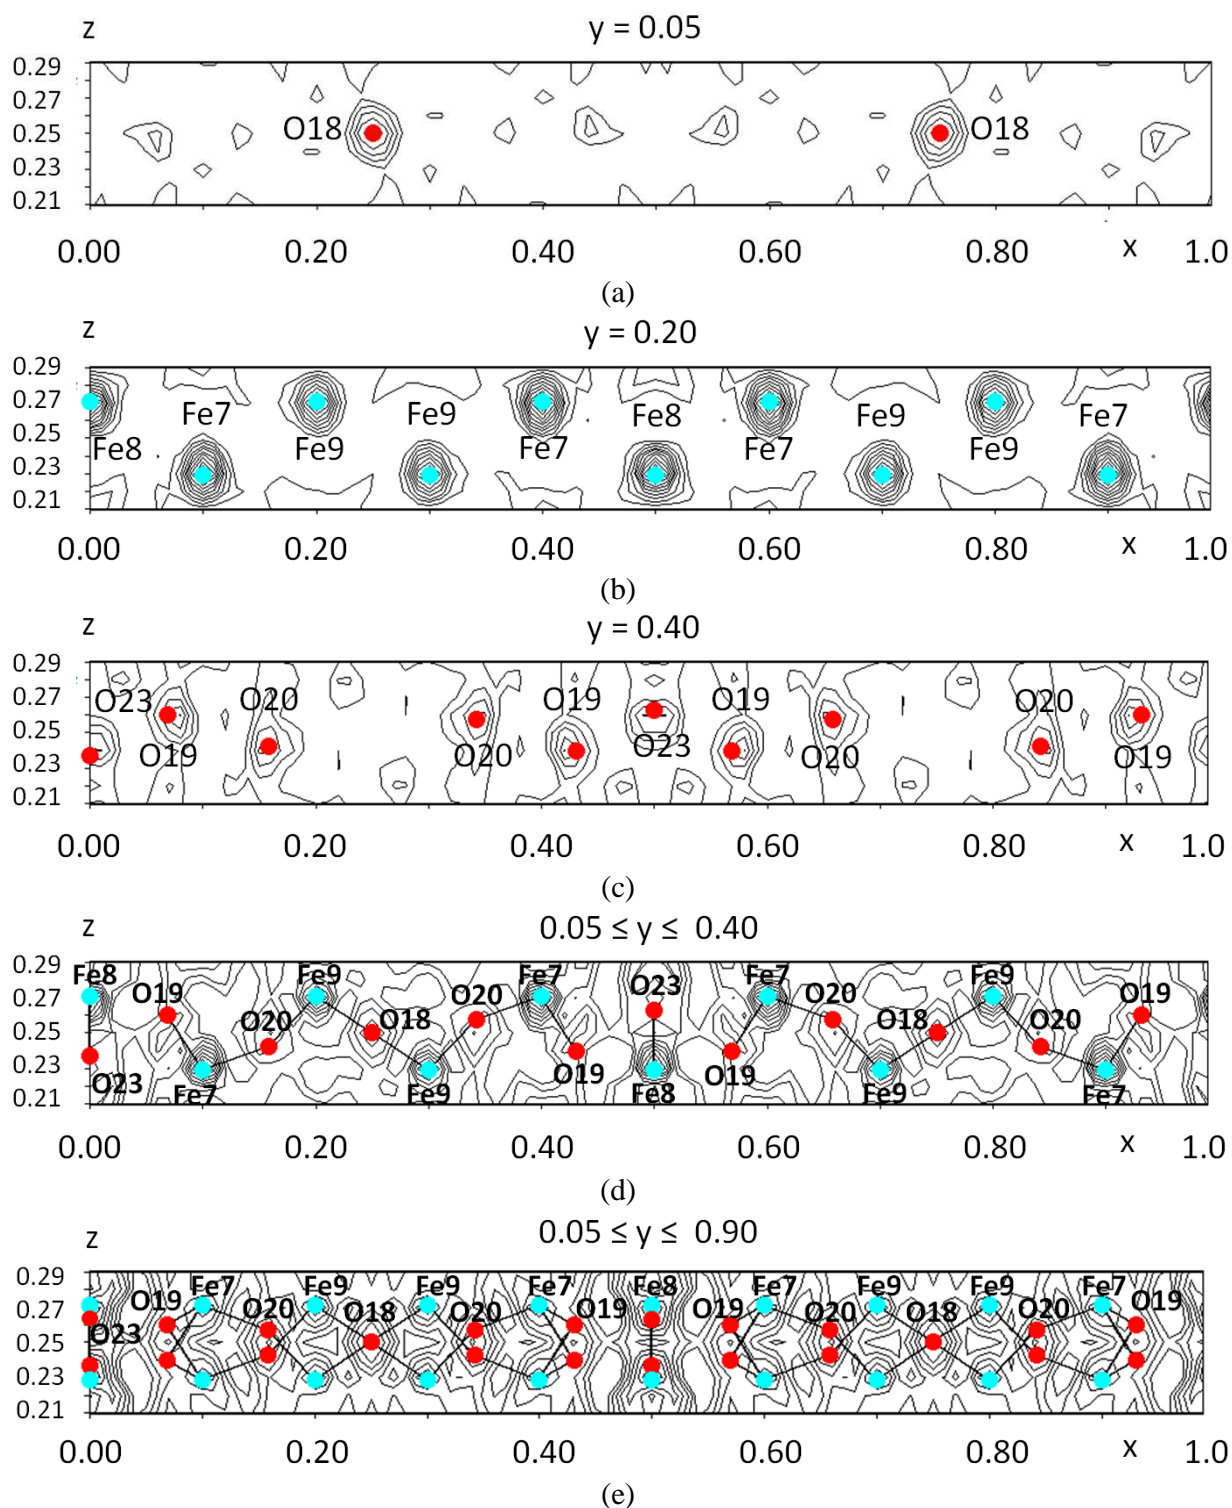 z
y = 0.05
0.29
0.27
0.25
0.23
0.21
O18
O18
0.00 0.20 0.40 0.60 0.80 x 1.0
(a)
z
y = 0.20
0.29
0.27
0.25
0.23
0.21
Fe7 Fe9 Fe8 Fe9 Fe7
Fe8 Fe9 Fe7 Fe7 Fe9
0.00 0.20 0.40 0.60 0.80 x 1.0
(b)
z
y = 0.40
0.29
0.27
0.25
0.23
0.21
O23 O20 O19 O19 O20
O19 O20 O23 O20 O19
0.00 0.20 0.40 0.60 0.80 x 1.0
(c)
z
0.05 ≤ y ≤ 0.40
0.29
0.27
0.25
0.23
0.21
Fe8 Fe9 Fe7 Fe7 Fe9
O19 O20 O23 O20 O19
O20 O18 O18 O20
O23 O19 O19
Fe7 Fe9 Fe8 Fe9 Fe7
0.00 0.20 0.40 0.60 0.80 x 1.0
(d)
z
0.05 ≤ y ≤ 0.90
0.29
0.27
0.25
0.23
0.21
Fe7 Fe9 Fe9 Fe7 Fe8 Fe7 Fe9 Fe9 Fe7
O19 O20 O18 O20 O19 O19 O20 O18 O20 O19
O23
0.00 0.20 0.40 0.60 0.80 x 1.0
(e)